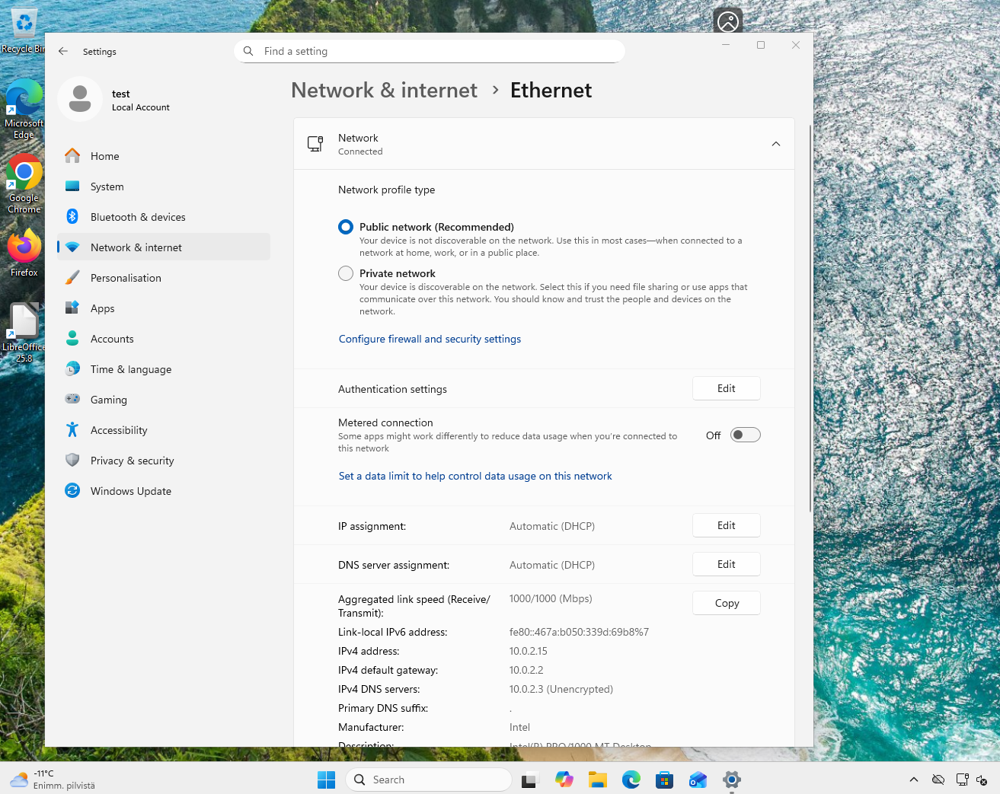 Recycle Bin
Microsoft
Edge
Google
Chrome
Firefox
LibreOffice
25.8
Settings
Find a setting
test
Local Account
Home
System
Bluetooth & devices
Network & internet
Personalisation
Apps
Accounts
Time & language
Gaming
Accessibility
Privacy & security
Windows Update
Network & internet > Ethernet
Network
Connected
Network profile type
Public network (Recommended)
Your device is not discoverable on the network. Use this in most cases—when connected to a
network at home, work, or in a public place.
Private network
Your device is discoverable on the network. Select this if you need file sharing or use apps that
communicate over this network. You should know and trust the people and devices on the
network.
Configure firewall and security settings
Authentication settings
Edit
Metered connection
Some apps might work differently to reduce data usage when you're connected to
this network
Off
Set a data limit to help control data usage on this network
IP assignment: Automatic (DHCP) Edit
DNS server assignment: Automatic (DHCP) Edit
Aggregated link speed (Receive/
Transmit): 1000/1000 (Mbps) Copy
Link-local IPv6 address: fe80::467a:b050:339d:69b8%7
IPv4 address: 10.0.2.15
IPv4 default gateway: 10.0.2.2
IPv4 DNS servers: 10.0.2.3 (Unencrypted)
Primary DNS suffix: .
Manufacturer: Intel
Description: Intel(R) PRO/1000 MT Desktop
-11°C
Enimm. pilvistä
Search